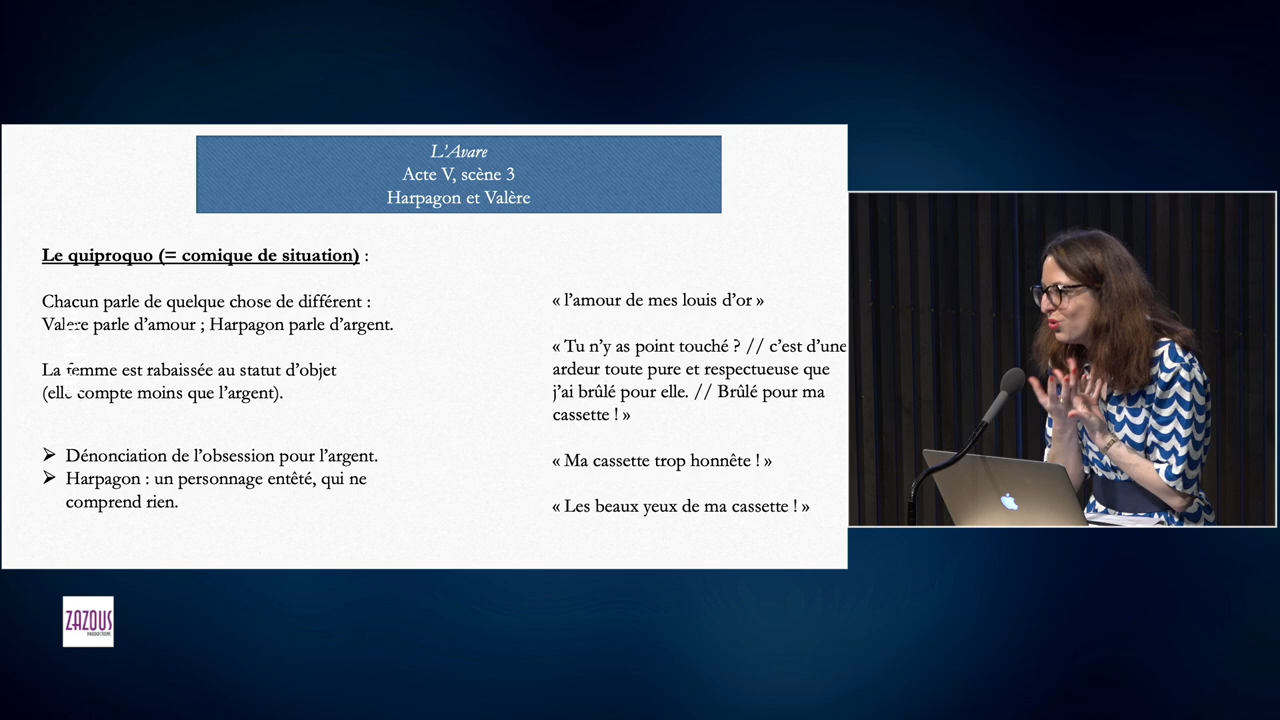 L'Avare
Acte V, scène 3
Harpagon et Valère
Le quiproquo (= comique de situation) :
Chacun parle de quelque chose de différent :
Valère parle d'amour ; Harpagon parle d'argent.
La femme est rabaissée au statut d'objet
(elle compte moins que l'argent).
➢ Dénonciation de l'obsession pour l'argent.
➢ Harpagon : un personnage entêté, qui ne
comprend rien.
« l'amour de mes louis d'or »
« Tu n'y as point touché ? // c'est d'une
ardeur toute pure et respectueuse que
j'ai brûlé pour elle. // Brûlé pour ma
cassette ! »
« Ma cassette trop honnête ! »
« Les beaux yeux de ma cassette ! »
ZAZOUS
PRODUCTIONS